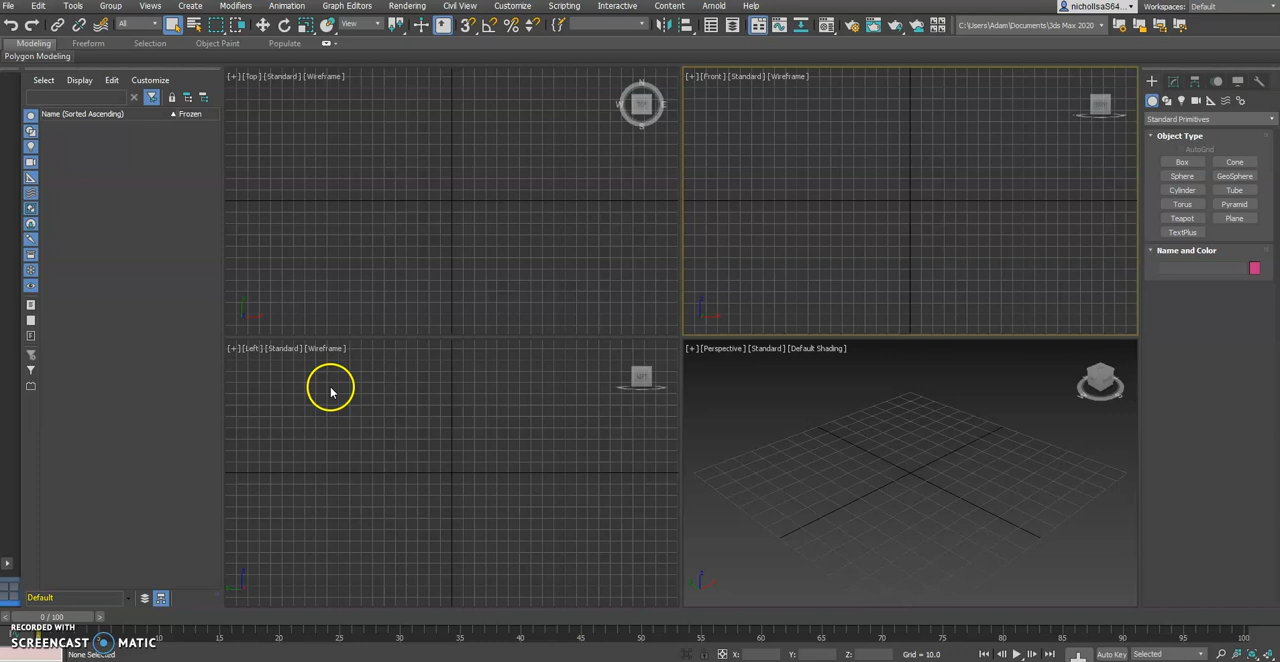 File Edit Tools Group Views Create Modifiers Animation Graph Editors Rendering Civil View Customize Scripting Interactive Content Arnold Help nichollsaS64... Workspaces: Default
All View C:\Users\Adam\Documents\3ds Max 2020
Modeling Freeform Selection Object Paint Populate
Polygon Modeling
Select Display Edit Customize
Name (Sorted Ascending) Frozen
[+] [Top] [Standard] [Wireframe]
N
W TOP E
S
[+] [Front] [Standard] [Wireframe]
Standard Primitives
Object Type
AutoGrid
Box Cone
Sphere GeoSphere
Cylinder Tube
Torus Pyramid
Teapot Plane
TextPlus
Name and Color
[+] [Left] [Standard] [Wireframe]
LEFT
[+] [Perspective] [Standard] [Default Shading]
Default
< 0 / 100 >
RECORDED WITH
SCREENCAST MATIC
10 15 20 25 30 35 40 45 50 55 60 65 70 75 80 85 90 95 100
None Selected X: Y: Z: Grid = 10.0 Auto Key Selected